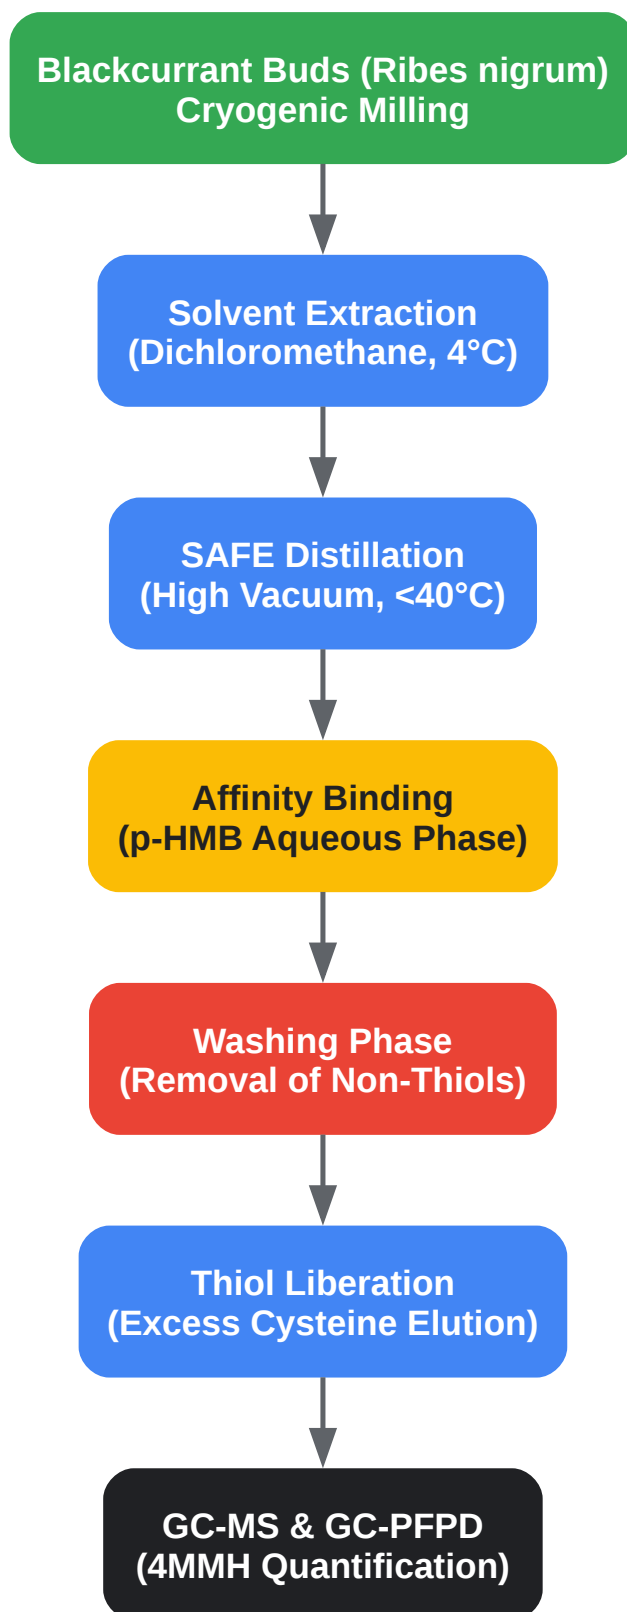 Blackcurrant Buds (Ribes nigrum)
Cryogenic Milling
Solvent Extraction
(Dichloromethane, 4°C)
SAFE Distillation
(High Vacuum, <40°C)
Affinity Binding
(p-HMB Aqueous Phase)
Washing Phase
(Removal of Non-Thiols)
Thiol Liberation
(Excess Cysteine Elution)
GC-MS & GC-PFPD
(4MMH Quantification)